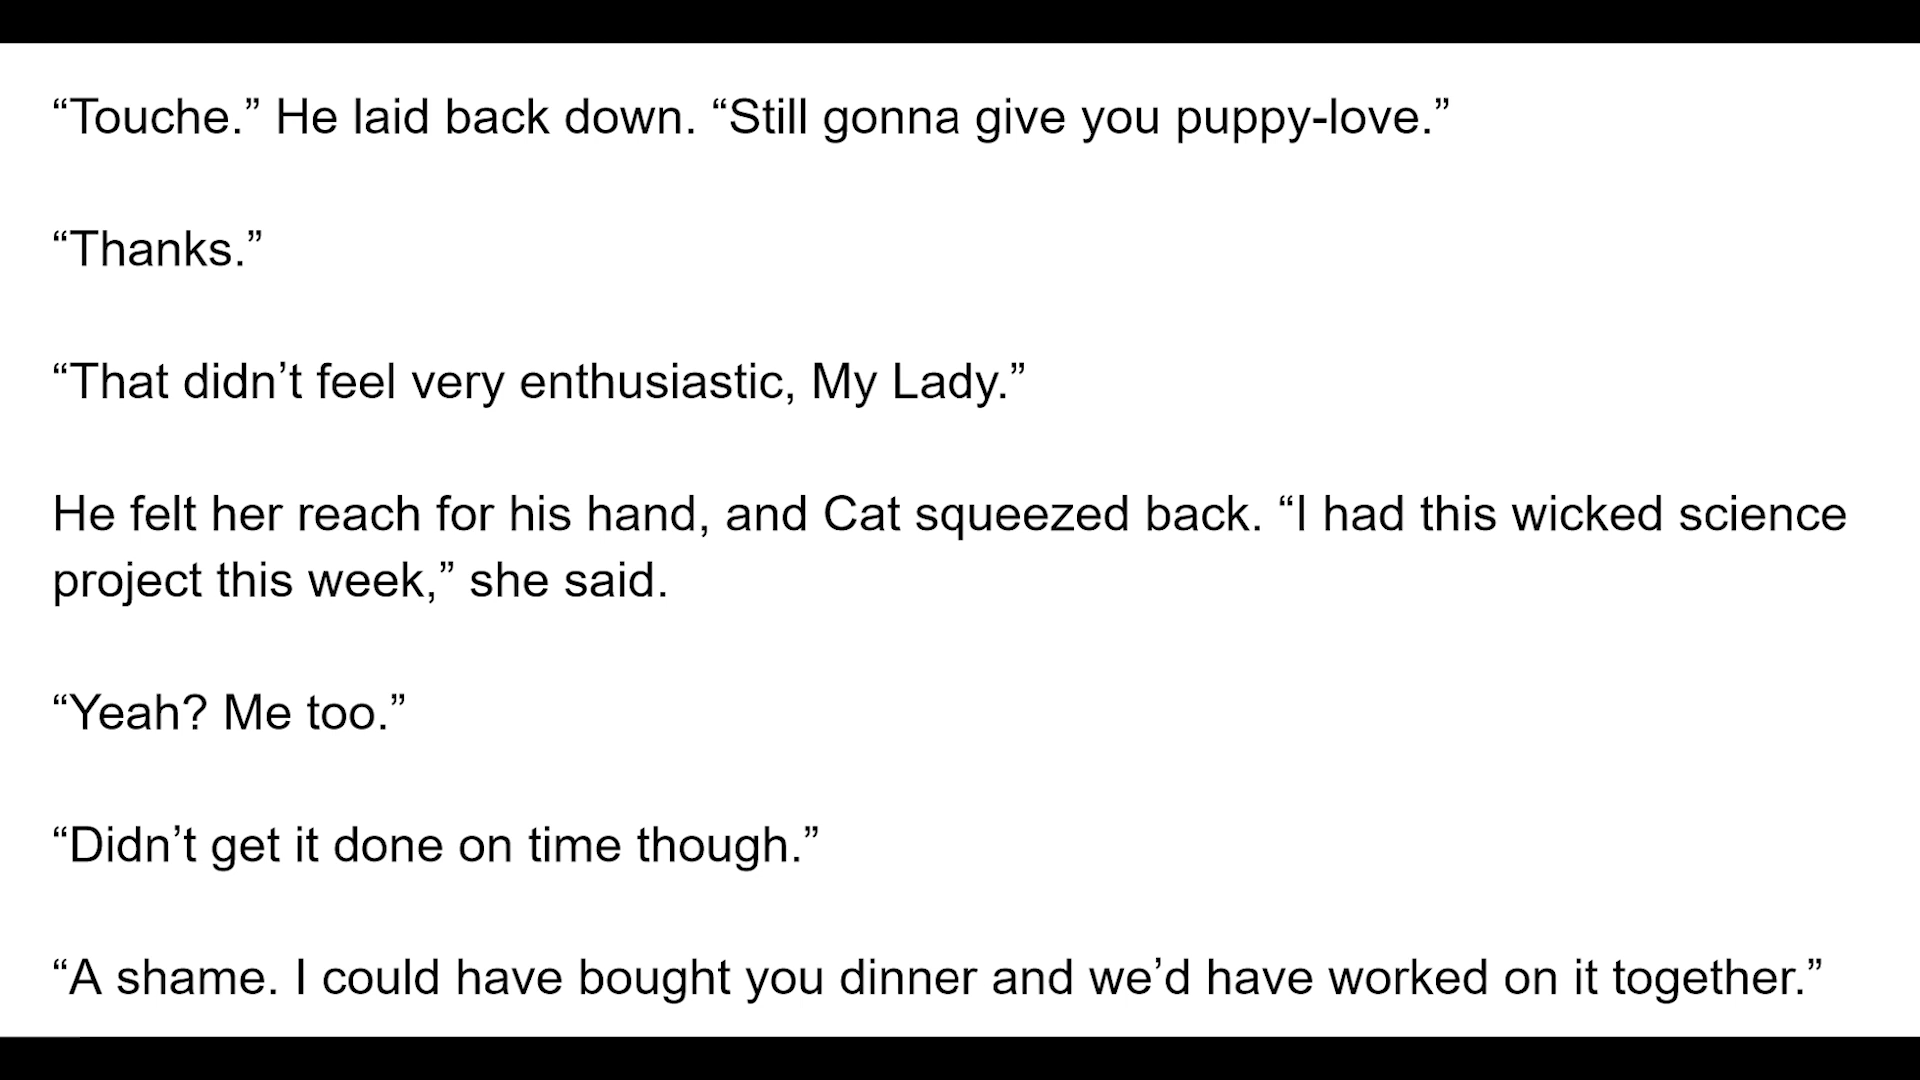 “Touche.” He laid back down. “Still gonna give you puppy-love.”
“Thanks.”
“That didn’t feel very enthusiastic, My Lady.”
He felt her reach for his hand, and Cat squeezed back. “I had this wicked science
project this week,” she said.
“Yeah? Me too.”
“Didn’t get it done on time though.”
“A shame. I could have bought you dinner and we’d have worked on it together.”